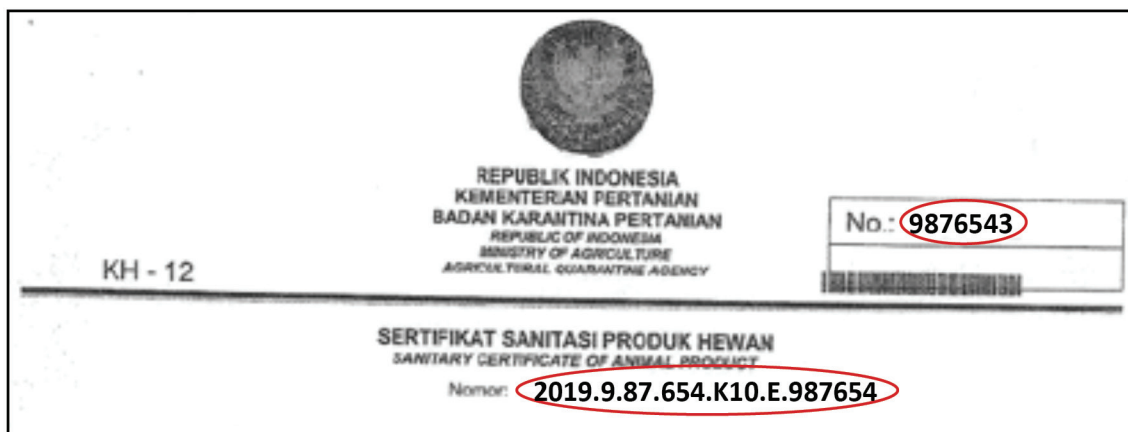 REPUBLIK INDONESIA
KEMENTERIAN PERTANIAN
BADAN KARANTINA PERTANIAN
REPUBLIC OF INDONESIA
MINISTRY OF AGRICULTURE
AGRICULTURAL QUARANTINE AGENCY
No.: 9876543
KH - 12
SERTIFIKAT SANITASI PRODUK HEWAN
SANITARY CERTIFICATE OF ANIMAL PRODUCT
Nomor: 2019.9.87.654.K10.E.987654